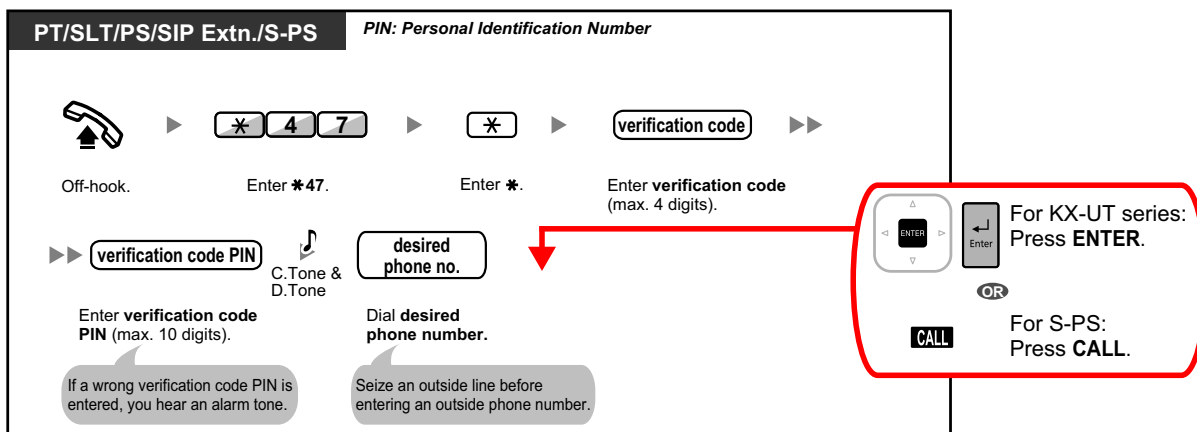 PT/SLT/PS/SIP Extn./S-PS
PIN: Personal Identification Number
* 4 7
*
verification code
Off-hook.
Enter *47.
Enter *.
Enter verification code
(max. 4 digits).
verification code PIN
C.Tone &
D.Tone
desired
phone no.
Enter verification code
PIN (max. 10 digits).
Dial desired
phone number.
If a wrong verification code PIN is
entered, you hear an alarm tone.
Seize an outside line before
entering an outside phone number.
ENTER
Enter
For KX-UT series:
Press ENTER.
OR
CALL
For S-PS:
Press CALL.